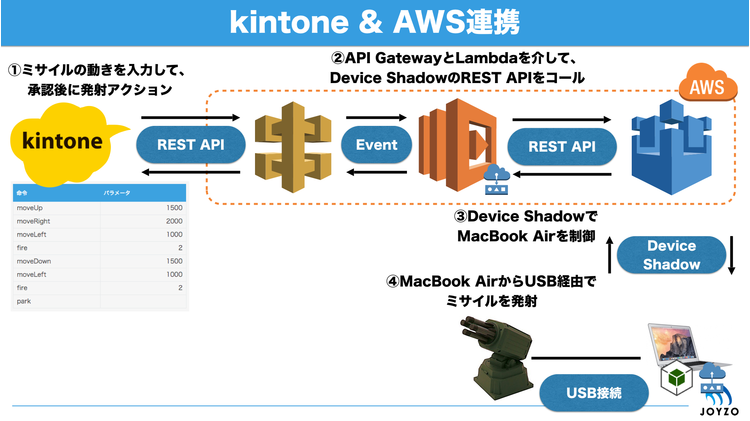 kintone & AWS連携
①ミサイルの動きを入力して、
承認後に発射アクション
②API GatewayとLambdaを介して、
Device ShadowのREST APIをコール
AWS
kintone
REST API
Event
REST API
命令 パラメータ
moveUp 1500
moveRight 2000
moveLeft 1000
fire 2
moveDown 1500
moveLeft 1000
fire 2
park
③Device Shadowで
MacBook Airを制御
Device
Shadow
④MacBook AirからUSB経由で
ミサイルを発射
USB接続
JOYZO